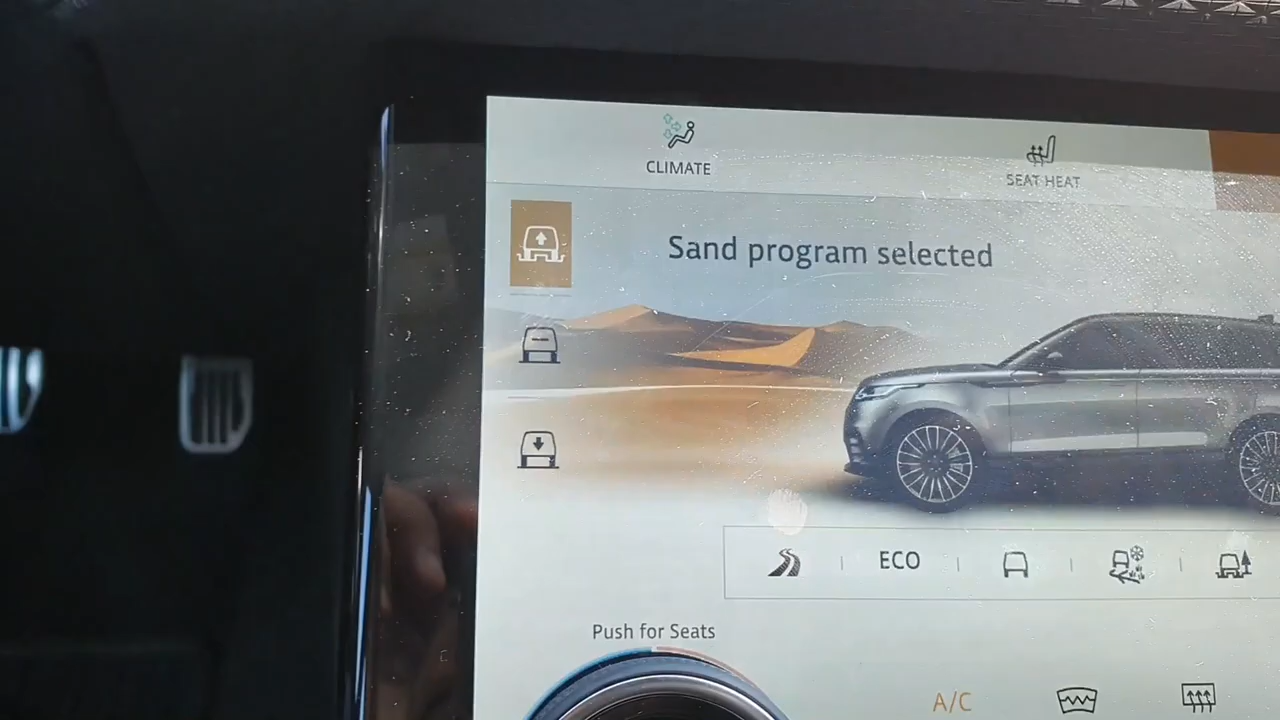 CLIMATE
SEAT HEAT
Sand program selected
ECO
Push for Seats
A/C